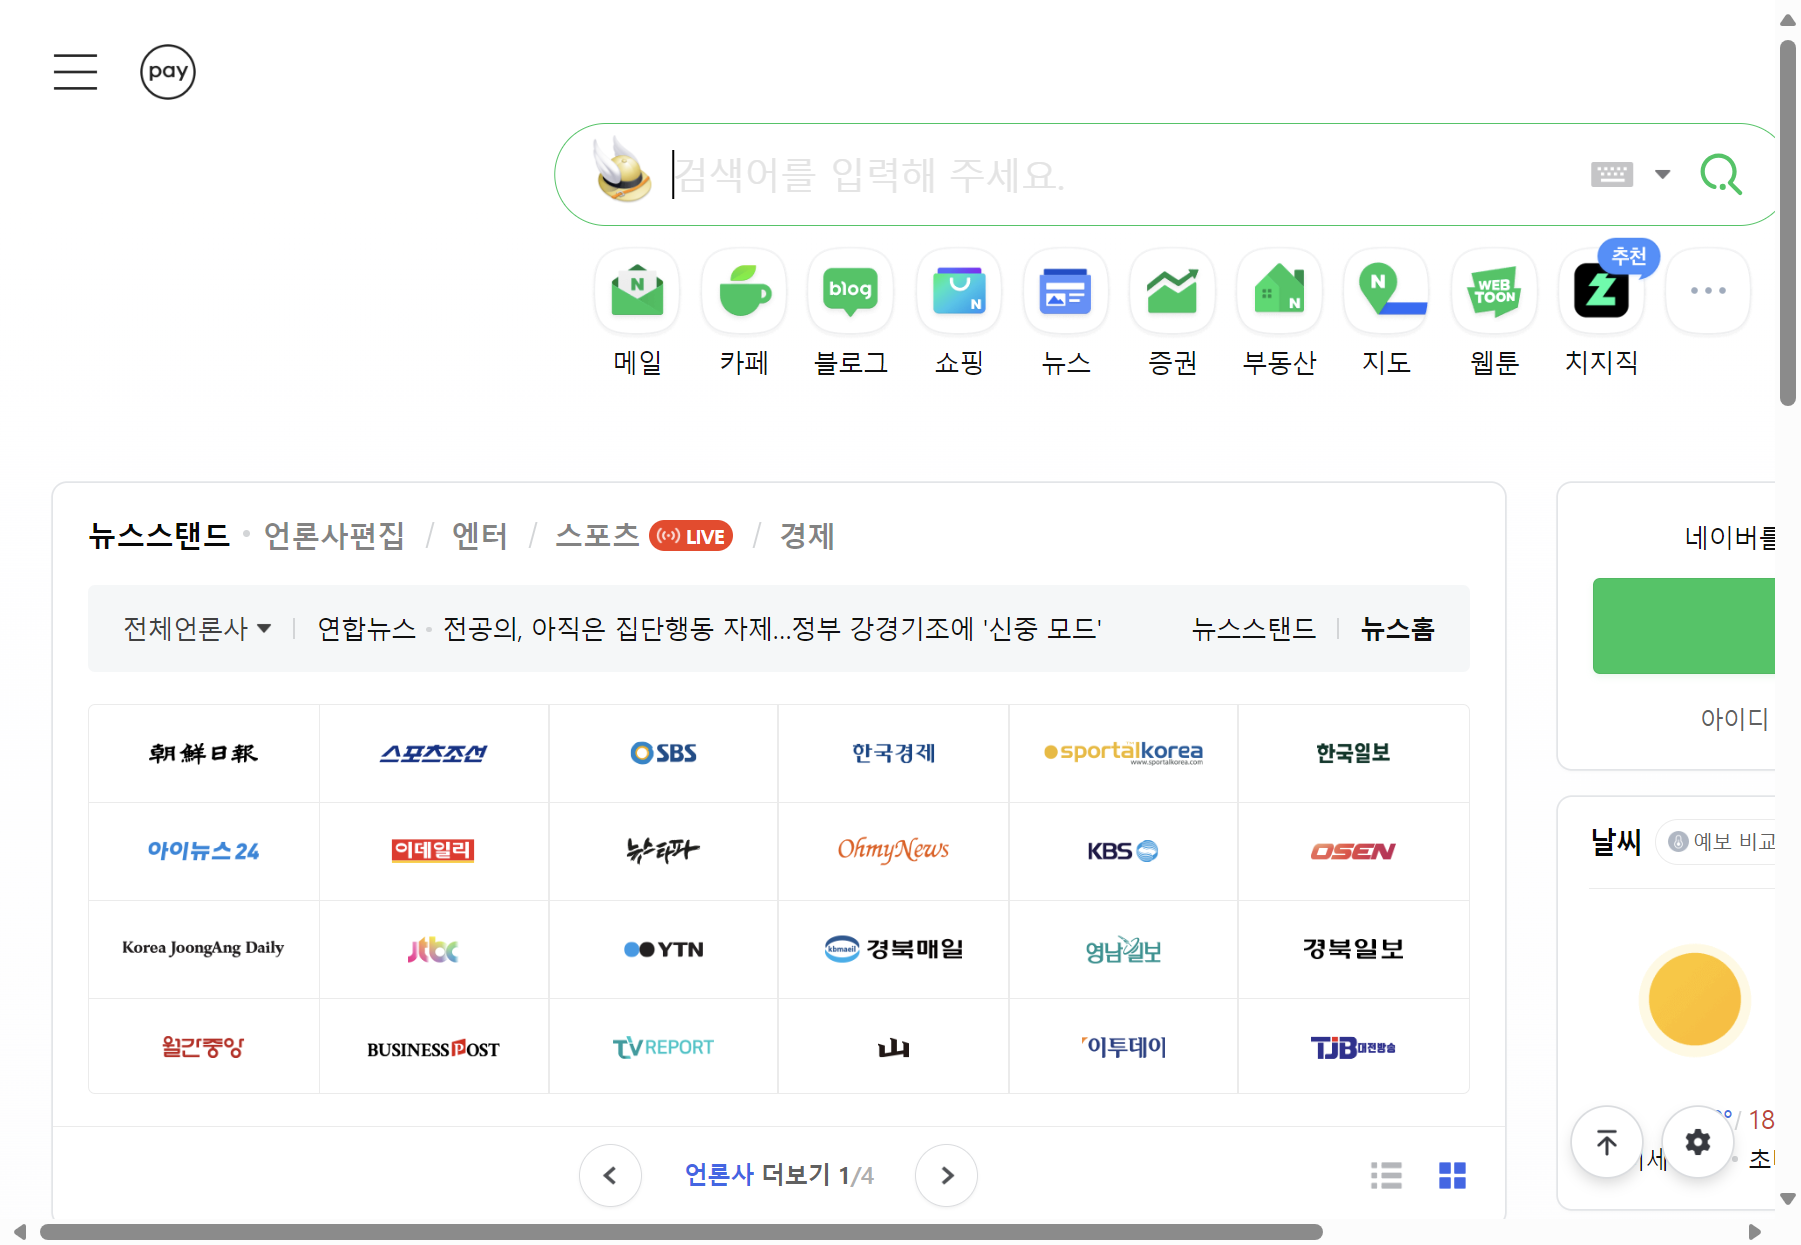 pay
검색어를 입력해 주세요.
추천
N
blog
N
N
N
WEB
TOON
메일
카페
블로그
쇼핑
뉴스
증권
부동산
지도
웹툰
치지직
뉴스스탠드 · 언론사편집 / 엔터 / 스포츠 LIVE / 경제
네이버를
전체언론사 | 연합뉴스 · 전공의, 아직은 집단행동 자제...정부 강경기조에 '신중 모드' 뉴스스탠드 | 뉴스홈
아이디
朝鮮日報
스포츠조선
SBS
한국경제
sportalkorea
www.sportalkorea.com
한국일보
아이뉴스24
이데일리
뉴스타파
OhmyNews
KBS
OSEN
날씨 예보 비교
Korea JoongAng Daily
jtbc
YTN
kbmaeil 경북매일
영남일보
경북일보
월간중앙
BUSINESSPOST
TVREPORT
山
이투데이
TJB 대전방송
언론사 더보기 1/4
°/ 18
세 · 초